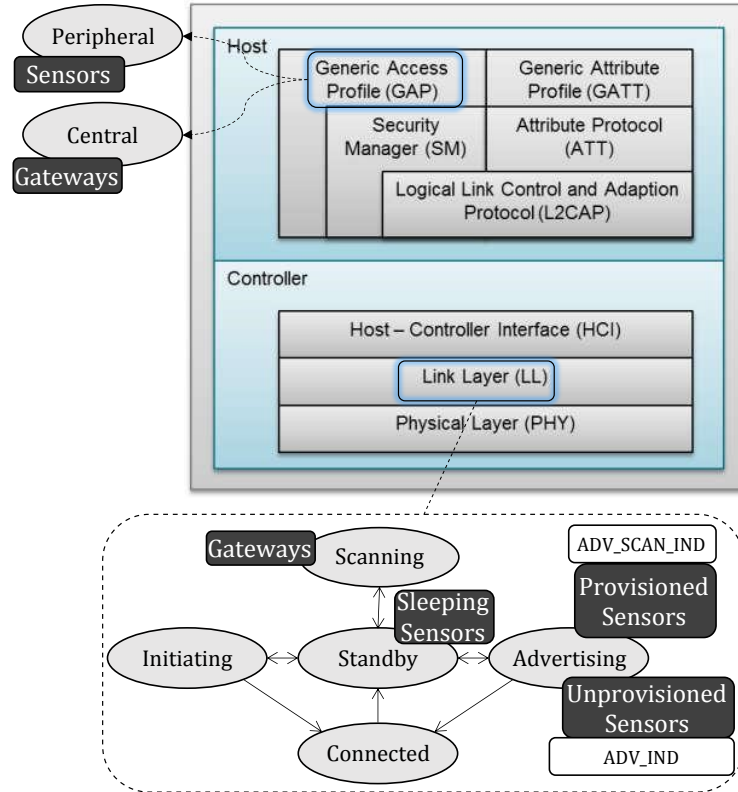 Peripheral
Sensors
Central
Gateways
Host
Generic Access
Profile (GAP)
Generic Attribute
Profile (GATT)
Security
Manager (SM)
Attribute Protocol
(ATT)
Logical Link Control and Adaption
Protocol (L2CAP)
Controller
Host – Controller Interface (HCI)
Link Layer (LL)
Physical Layer (PHY)
Gateways
Scanning
ADV_SCAN_IND
Provisioned
Sensors
Sleeping
Sensors
Initiating
Standby
Advertising
Unprovisioned
Sensors
Connected
ADV_IND